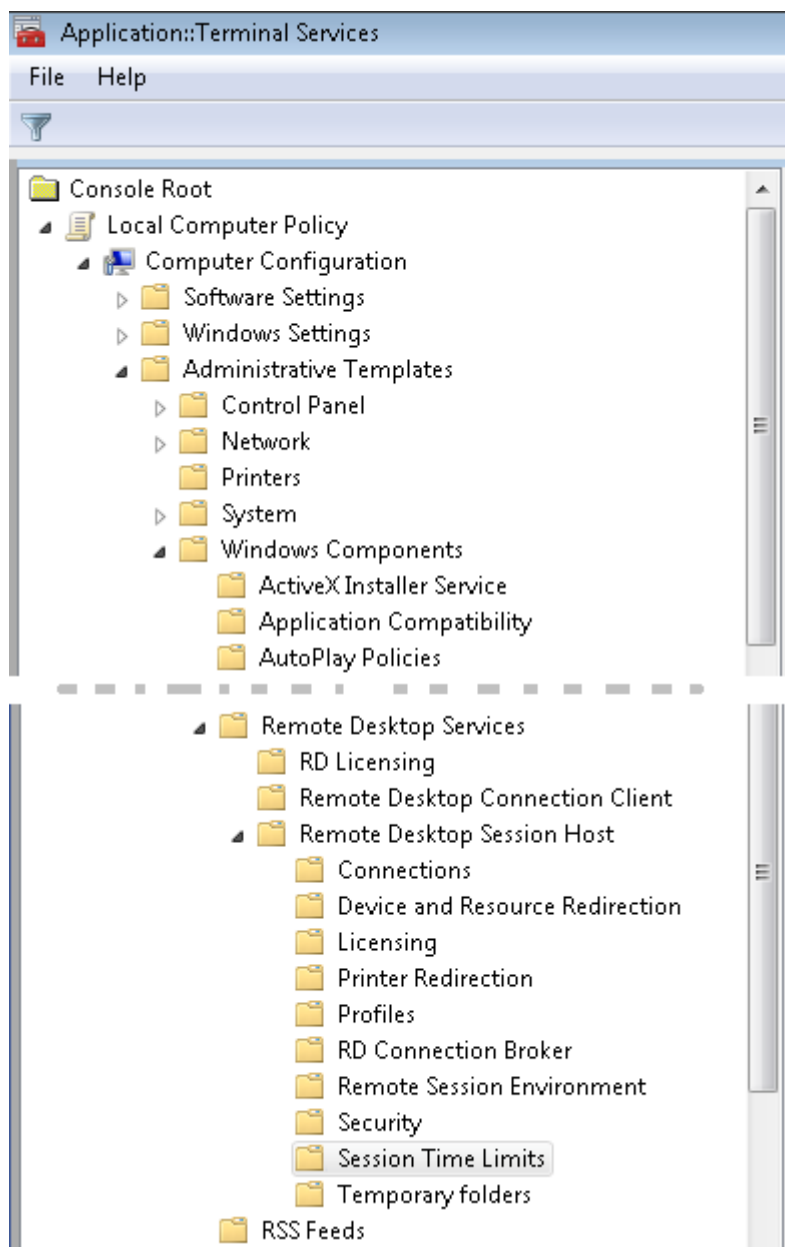 Application::Terminal Services
File Help
Console Root
Local Computer Policy
Computer Configuration
Software Settings
Windows Settings
Administrative Templates
Control Panel
Network
Printers
System
Windows Components
ActiveX Installer Service
Application Compatibility
AutoPlay Policies
Remote Desktop Services
RD Licensing
Remote Desktop Connection Client
Remote Desktop Session Host
Connections
Device and Resource Redirection
Licensing
Printer Redirection
Profiles
RD Connection Broker
Remote Session Environment
Security
Session Time Limits
Temporary folders
RSS Feeds